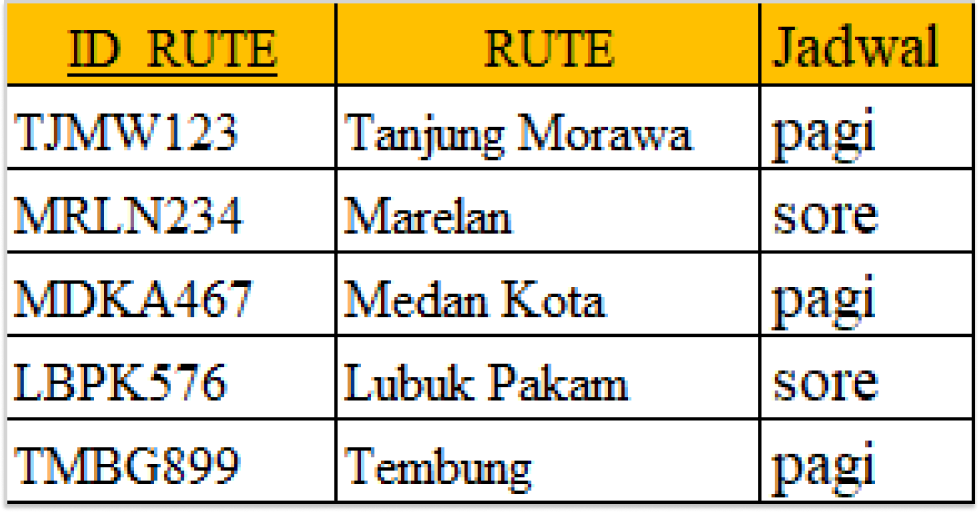 ID_RUTE RUTE Jadwal
TJMW123 Tanjung Morawa pagi
MRLN234 Marelan sore
MDKA467 Medan Kota pagi
LBPK576 Lubuk Pakam sore
TMBG899 Tembung pagi